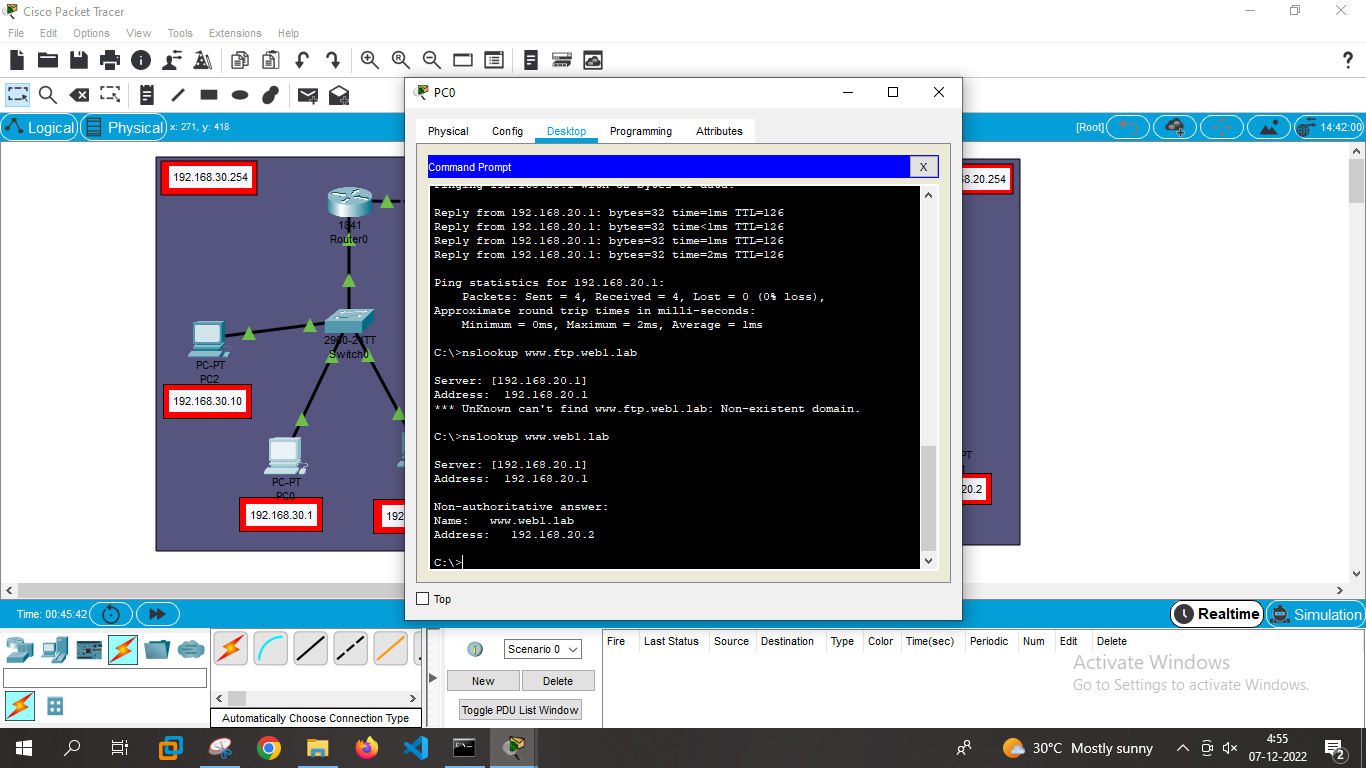 Cisco Packet Tracer
File Edit Options View Tools Extensions Help
Logical
Physical
x: 271, y: 418
[Root]
14:42:00
192.168.30.254
1841
Router0
2960-24TT
Switch0
PC-PT
PC2
192.168.30.10
PC-PT
PC0
192.168.30.1
192
8.20.254
PT
1
20.2
PC0
Physical Config Desktop Programming Attributes
Command Prompt
X
Pinging 192.168.20.1 with 32 bytes of data:
Reply from 192.168.20.1: bytes=32 time=1ms TTL=126
Reply from 192.168.20.1: bytes=32 time<1ms TTL=126
Reply from 192.168.20.1: bytes=32 time=1ms TTL=126
Reply from 192.168.20.1: bytes=32 time=2ms TTL=126
Ping statistics for 192.168.20.1:
Packets: Sent = 4, Received = 4, Lost = 0 (0% loss),
Approximate round trip times in milli-seconds:
Minimum = 0ms, Maximum = 2ms, Average = 1ms
C:\>nslookup www.ftp.web1.lab
Server: [192.168.20.1]
Address: 192.168.20.1
*** UnKnown can't find www.ftp.web1.lab: Non-existent domain.
C:\>nslookup www.web1.lab
Server: [192.168.20.1]
Address: 192.168.20.1
Non-authoritative answer:
Name: www.web1.lab
Address: 192.168.20.2
C:\>
Top
Time: 00:45:42
Realtime
Simulation
Automatically Choose Connection Type
Scenario 0
New
Delete
Toggle PDU List Window
Fire Last Status Source Destination Type Color Time(sec) Periodic Num Edit Delete
Activate Windows
Go to Settings to activate Windows.
30°C Mostly sunny
4:55
07-12-2022
2